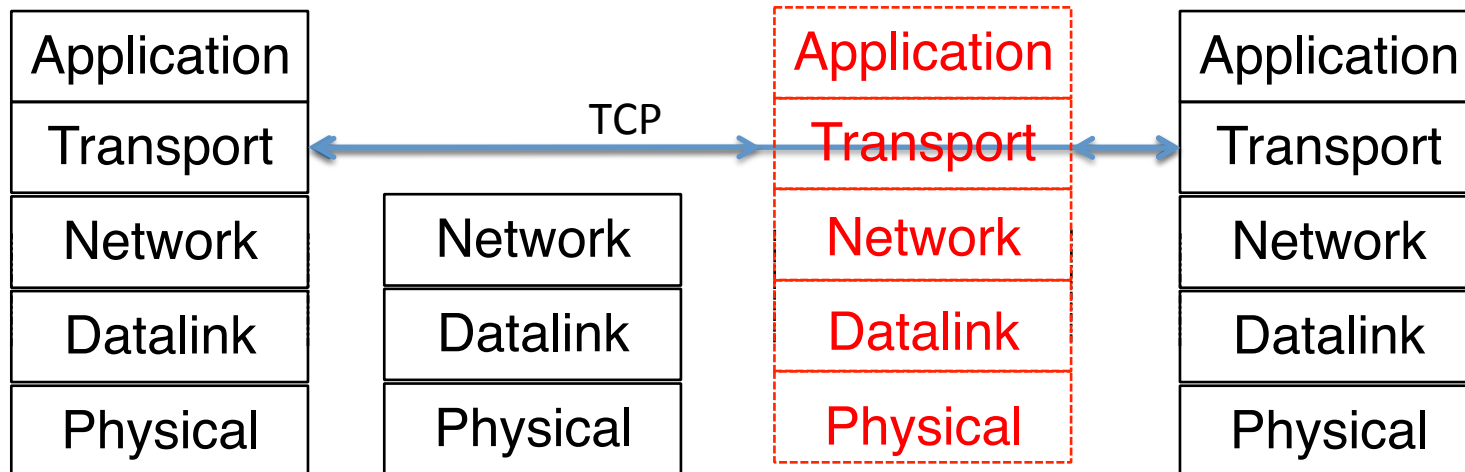 Application
Transport
Network
Datalink
Physical
TCP
Network
Datalink
Physical
Application
Transport
Network
Datalink
Physical
Application
Transport
Network
Datalink
Physical